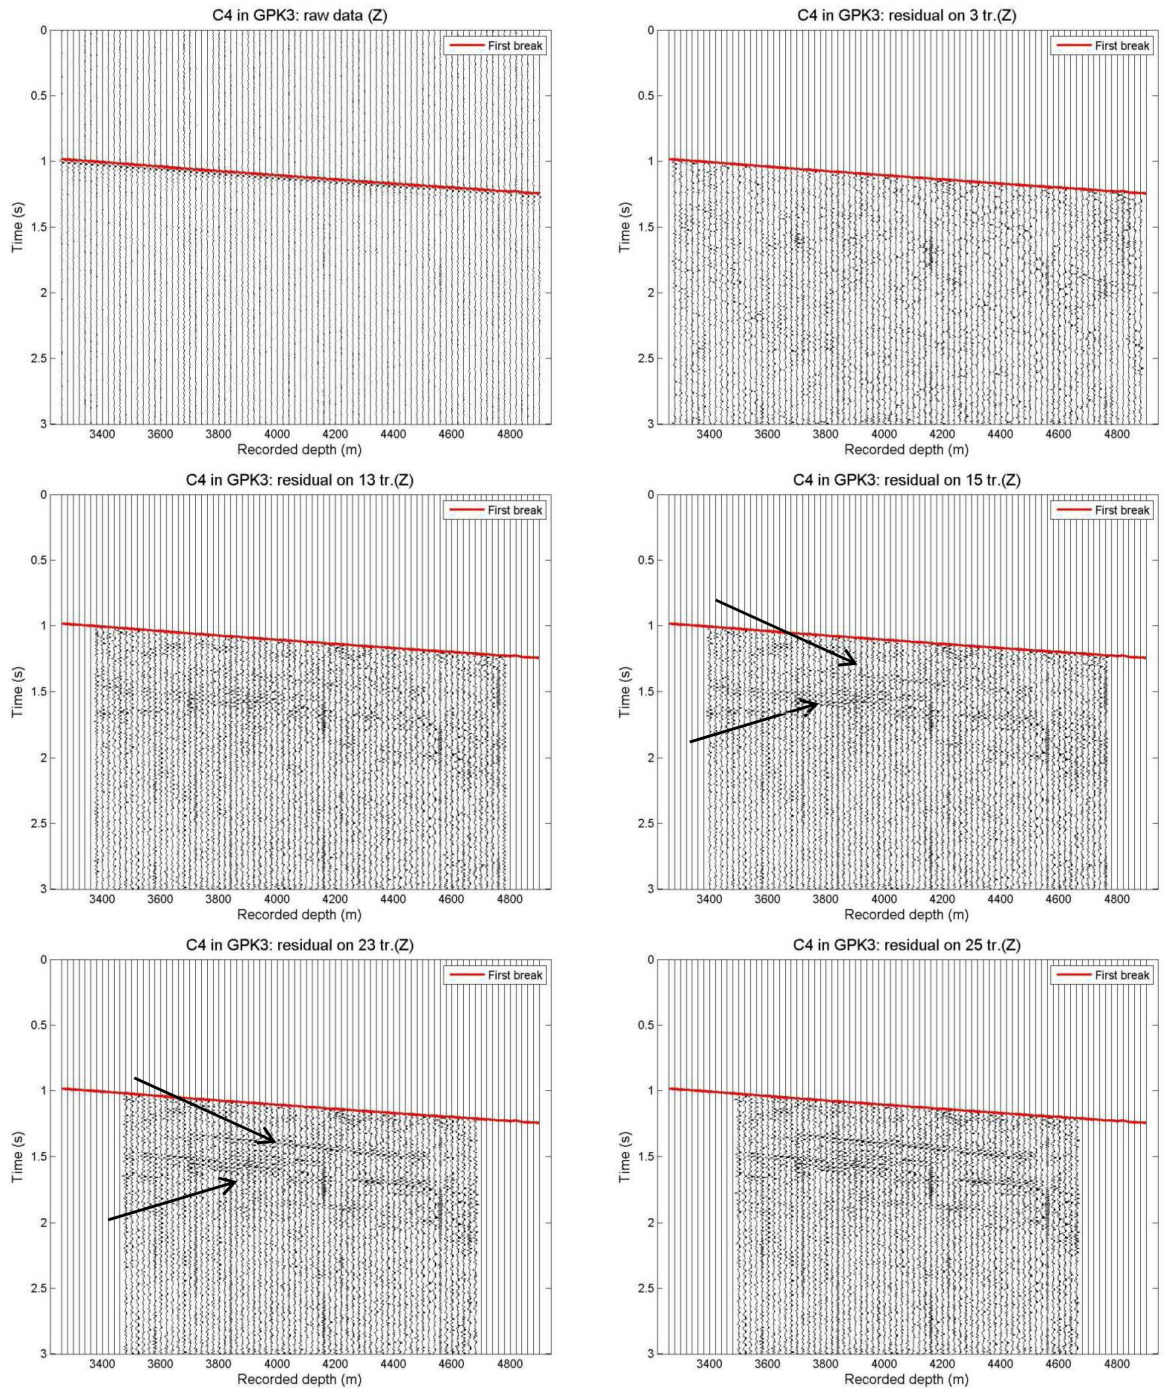 C4 in GPK3: raw data (Z)
First break
0
0.5
1
1.5
2
2.5
3
Time (s)
3400 3600 3800 4000 4200 4400 4600 4800
Recorded depth (m)
C4 in GPK3: residual on 3 tr.(Z)
First break
0
0.5
1
1.5
2
2.5
3
Time (s)
3400 3600 3800 4000 4200 4400 4600 4800
Recorded depth (m)
C4 in GPK3: residual on 13 tr.(Z)
First break
0
0.5
1
1.5
2
2.5
3
Time (s)
3400 3600 3800 4000 4200 4400 4600 4800
Recorded depth (m)
C4 in GPK3: residual on 15 tr.(Z)
First break
0
0.5
1
1.5
2
2.5
3
Time (s)
3400 3600 3800 4000 4200 4400 4600 4800
Recorded depth (m)
C4 in GPK3: residual on 23 tr.(Z)
First break
0
0.5
1
1.5
2
2.5
3
Time (s)
3400 3600 3800 4000 4200 4400 4600 4800
Recorded depth (m)
C4 in GPK3: residual on 25 tr.(Z)
First break
0
0.5
1
1.5
2
2.5
3
Time (s)
3400 3600 3800 4000 4200 4400 4600 4800
Recorded depth (m)